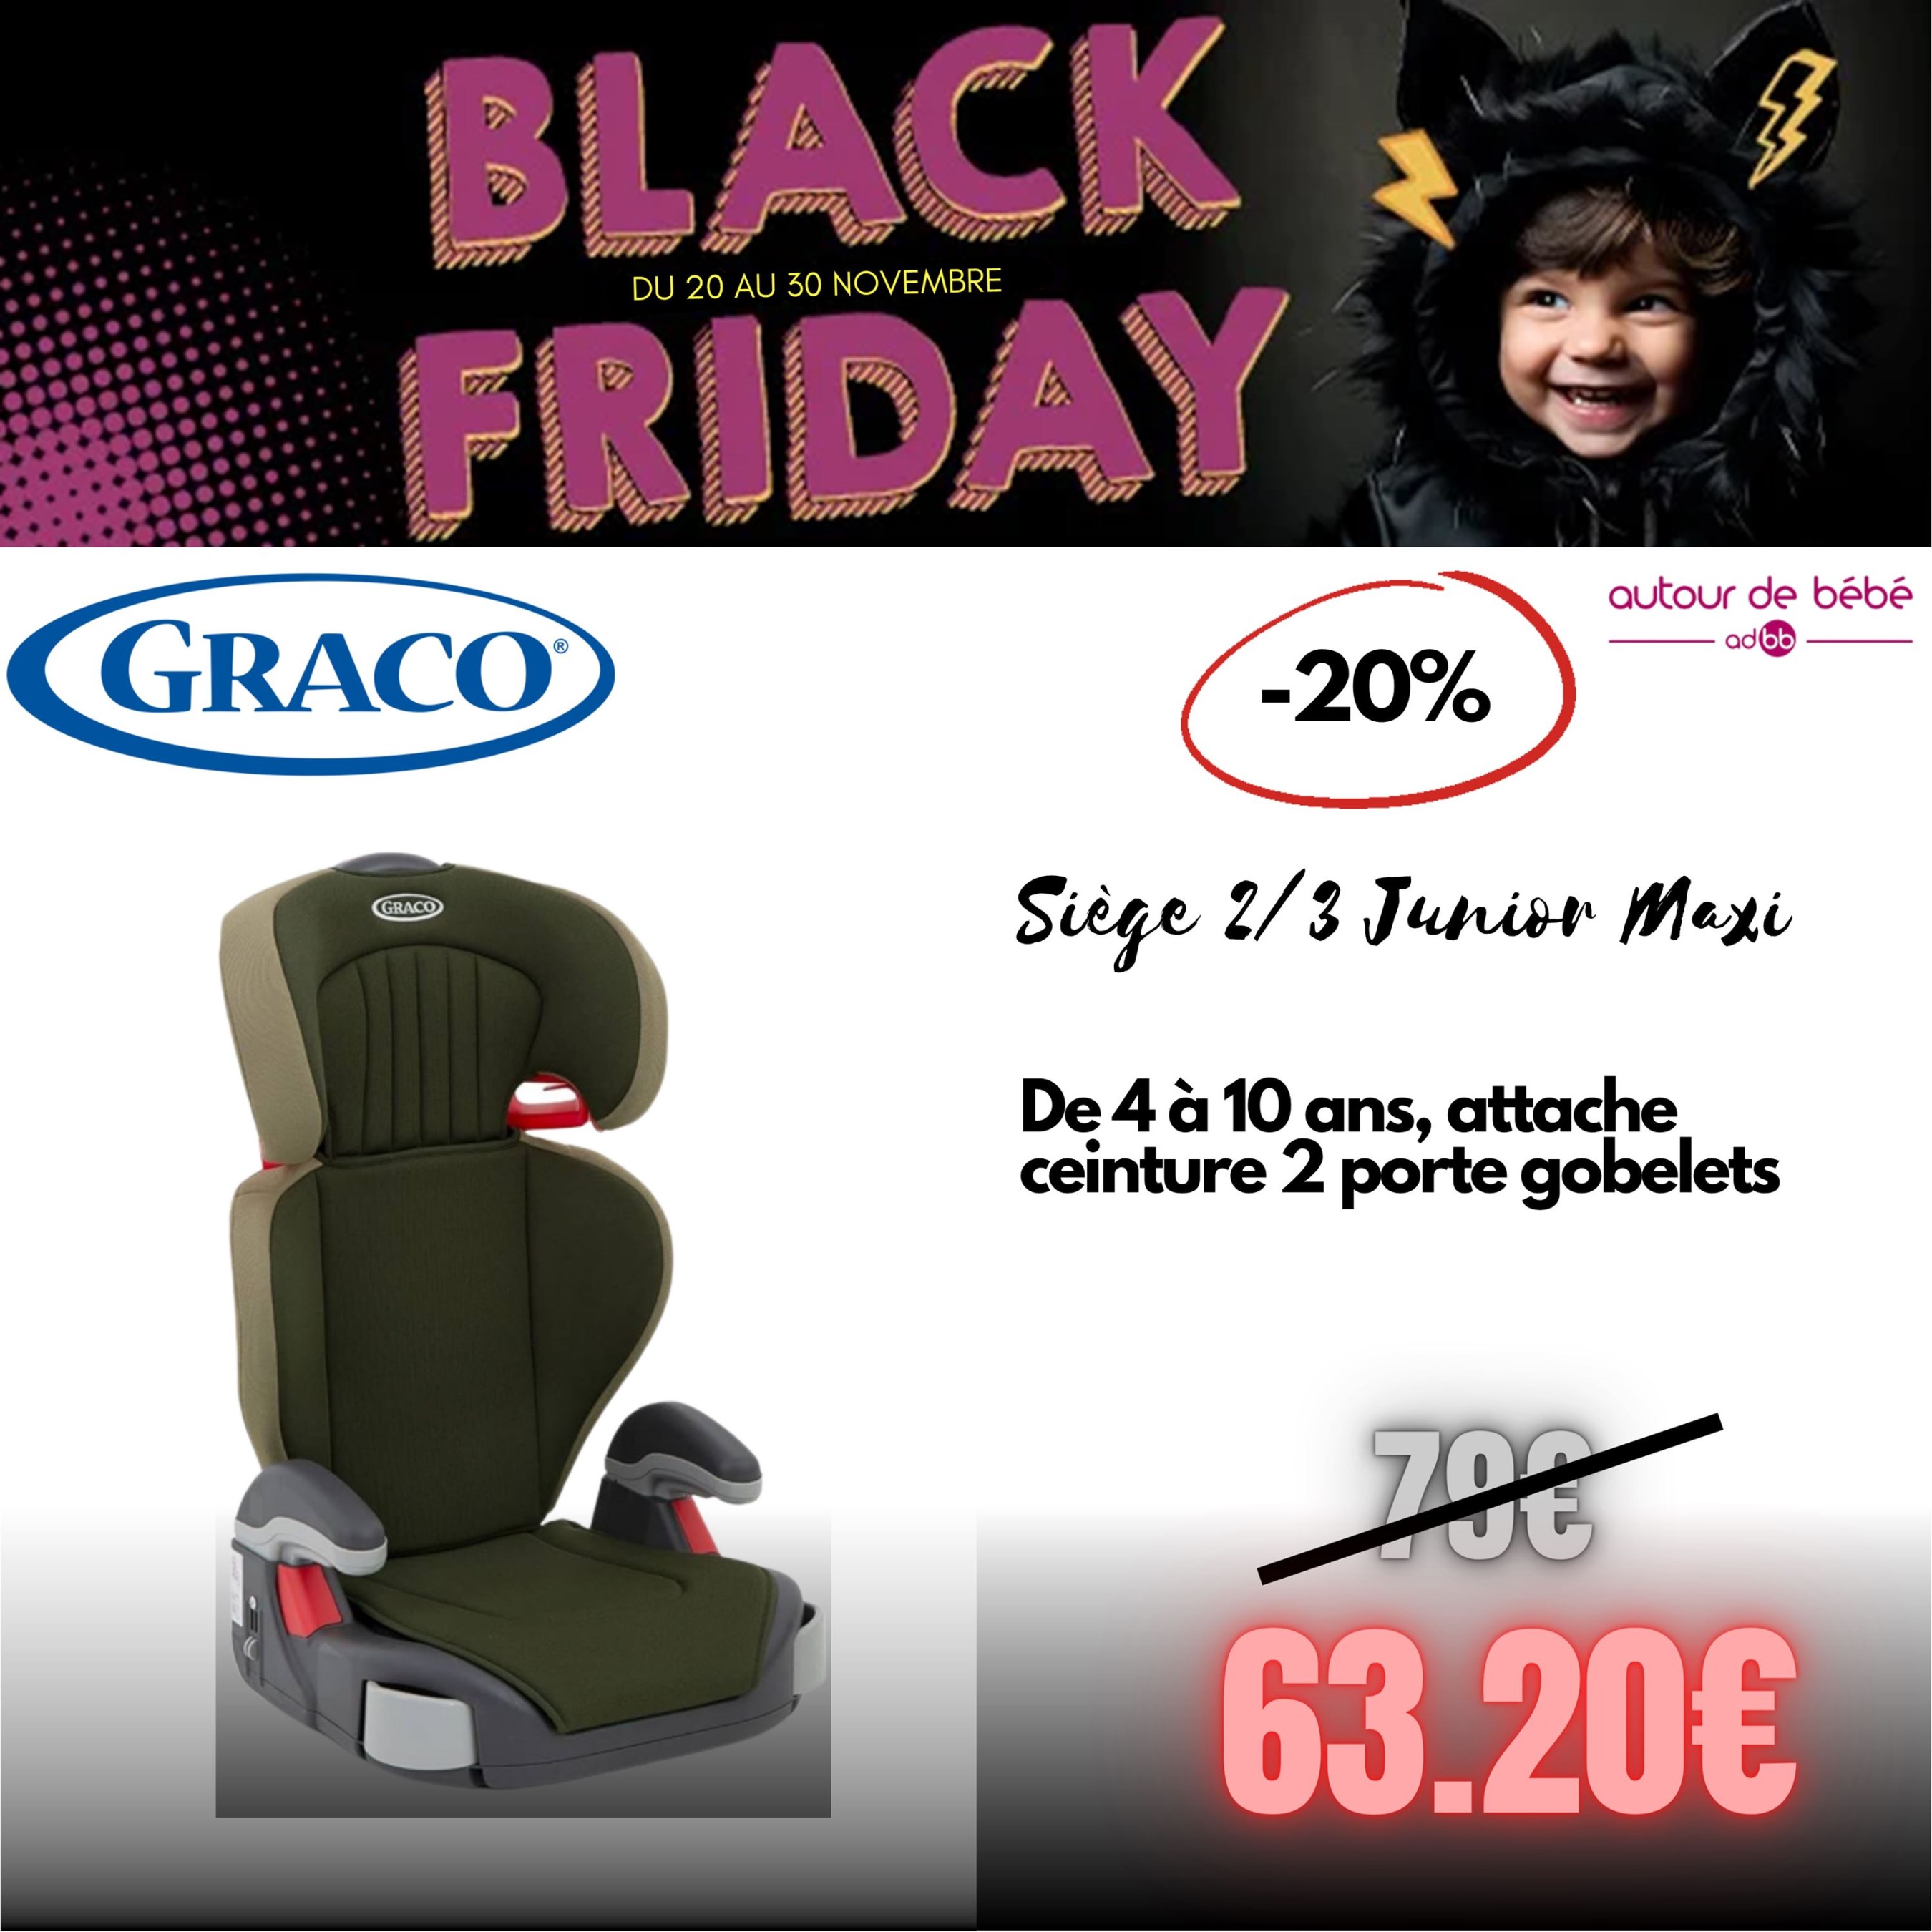 BLACK
DU 20 AU 30 NOVEMBRE
FRIDAY
GRACO®
-20%
autour de bébé
adbb
Siège 2/3 Junior Maxi
GRACO
De 4 à 10 ans, attache
ceinture 2 porte gobelets
79€
63.20€